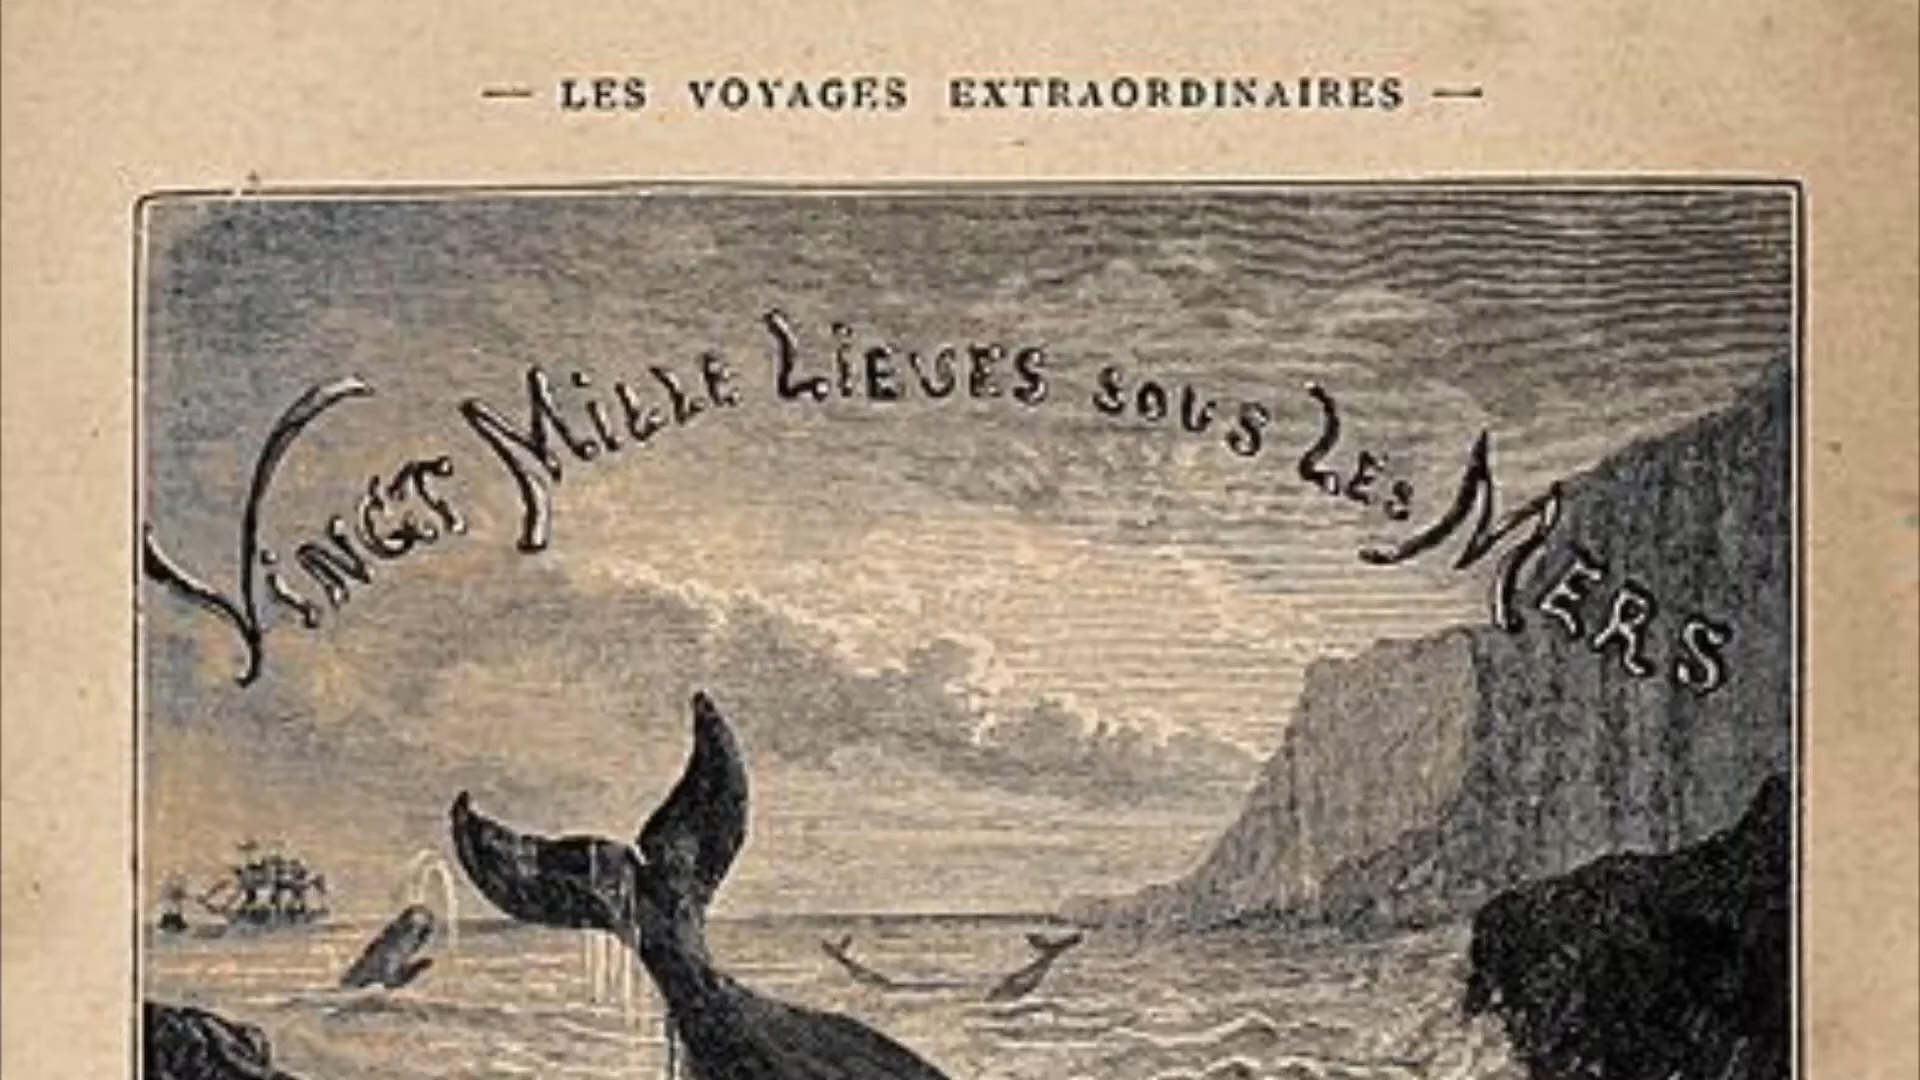 — LES VOYAGES EXTRAORDINAIRES —
VINGT MILLE LIEUES SOUS LES MERS